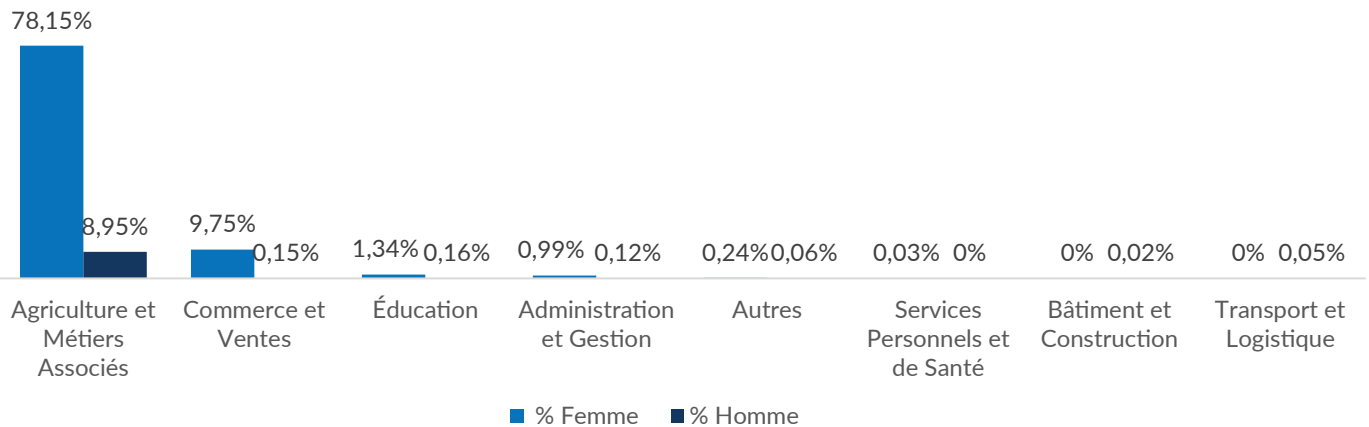 78,15%
8,95%
9,75%
0,15%
1,34%
0,16%
0,99%
0,12%
0,24%
0,06%
0,03%
0%
0%
0,02%
0%
0,05%
Agriculture et
Métiers
Associés
Commerce et
Ventes
Éducation
Administration
et Gestion
Autres
Services
Personnels et
de Santé
Bâtiment et
Construction
Transport et
Logistique
% Femme
% Homme